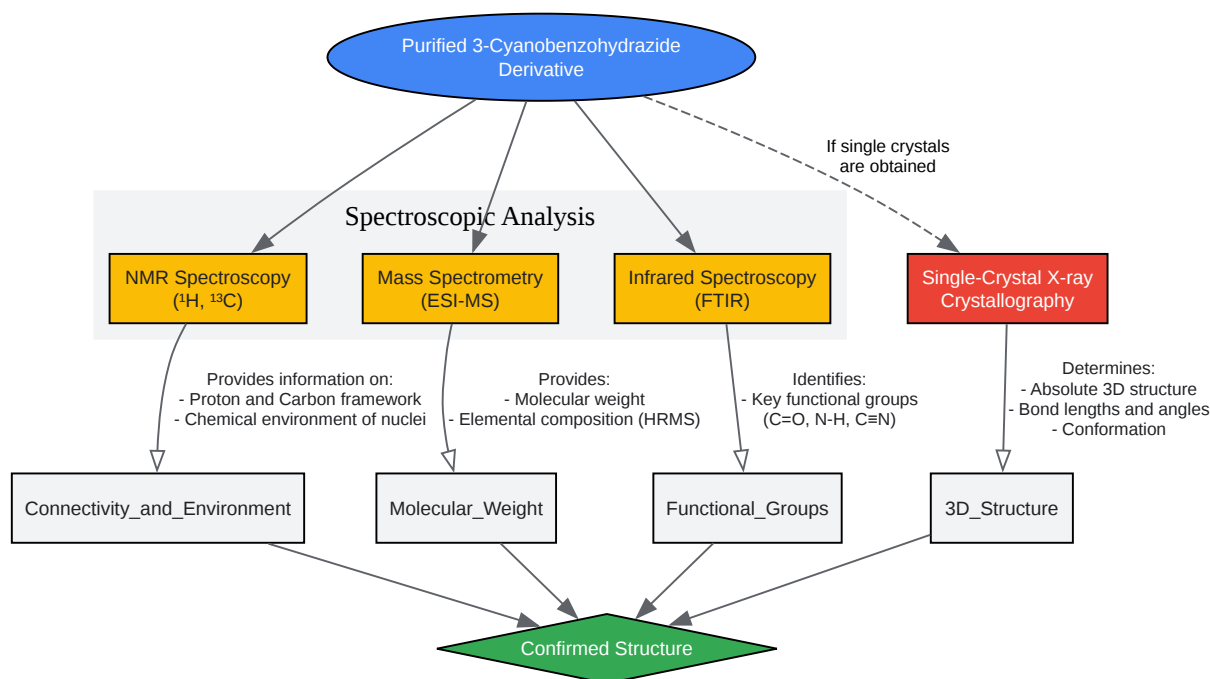 Purified 3-Cyanobenzohydrazide
Derivative
If single crystals
are obtained
Spectroscopic Analysis
NMR Spectroscopy
(¹H, ¹³C)
Mass Spectrometry
(ESI-MS)
Infrared Spectroscopy
(FTIR)
Single-Crystal X-ray
Crystallography
Provides information on:
- Proton and Carbon framework
- Chemical environment of nuclei
Provides:
- Molecular weight
- Elemental composition (HRMS)
Identifies:
- Key functional groups
(C=O, N-H, C≡N)
Determines:
- Absolute 3D structure
- Bond lengths and angles
- Conformation
Connectivity_and_Environment
Molecular_Weight
Functional_Groups
3D_Structure
Confirmed Structure